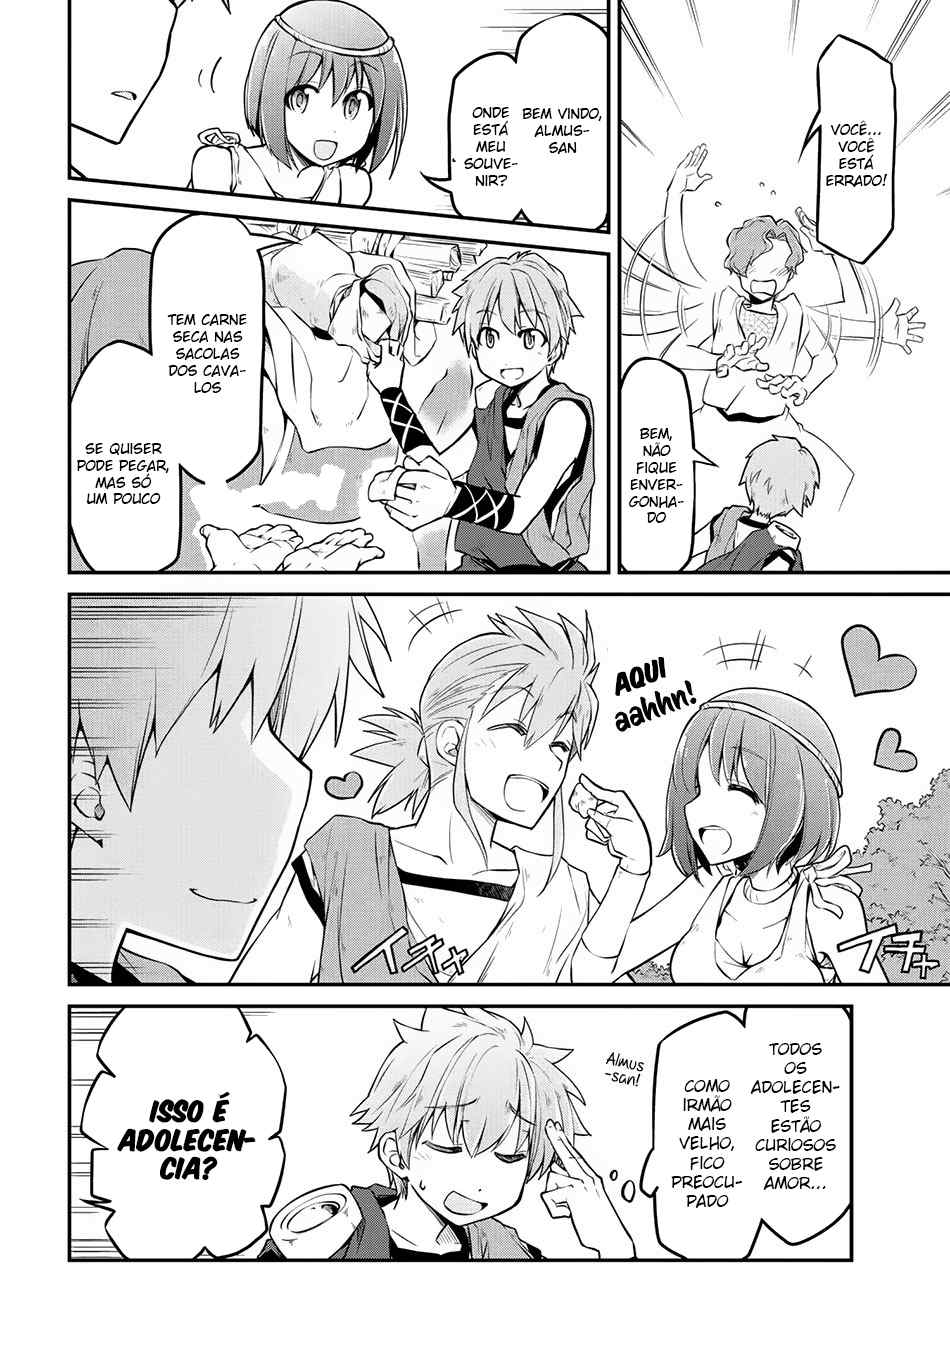 VOCÊ...
VOCÊ
ESTÁ
ERRADO!
BEM,
NÃO
FIQUE
ENVER-
GONHA-
DO
BEM VINDO,
ALMUS-
SAN
ONDE
ESTÁ
MEU
SOUVE-
NIR?
TEM CARNE
SECA NAS
SACOLAS
DOS CAVA-
LOS
SE QUISER
PODE PEGAR,
MAS SÓ
UM POUCO
AQUI
aahhn!
イチャ
イチャ
TODOS
OS
ADOLECEN-
TES
ESTÃO
CURIOSOS
SOBRE
AMOR...
COMO
IRMÃO
MAIS
VELHO,
FICO
PREOCU-
PADO
Almus
-san!
ISSO É
ADOLECEN-
CIA?